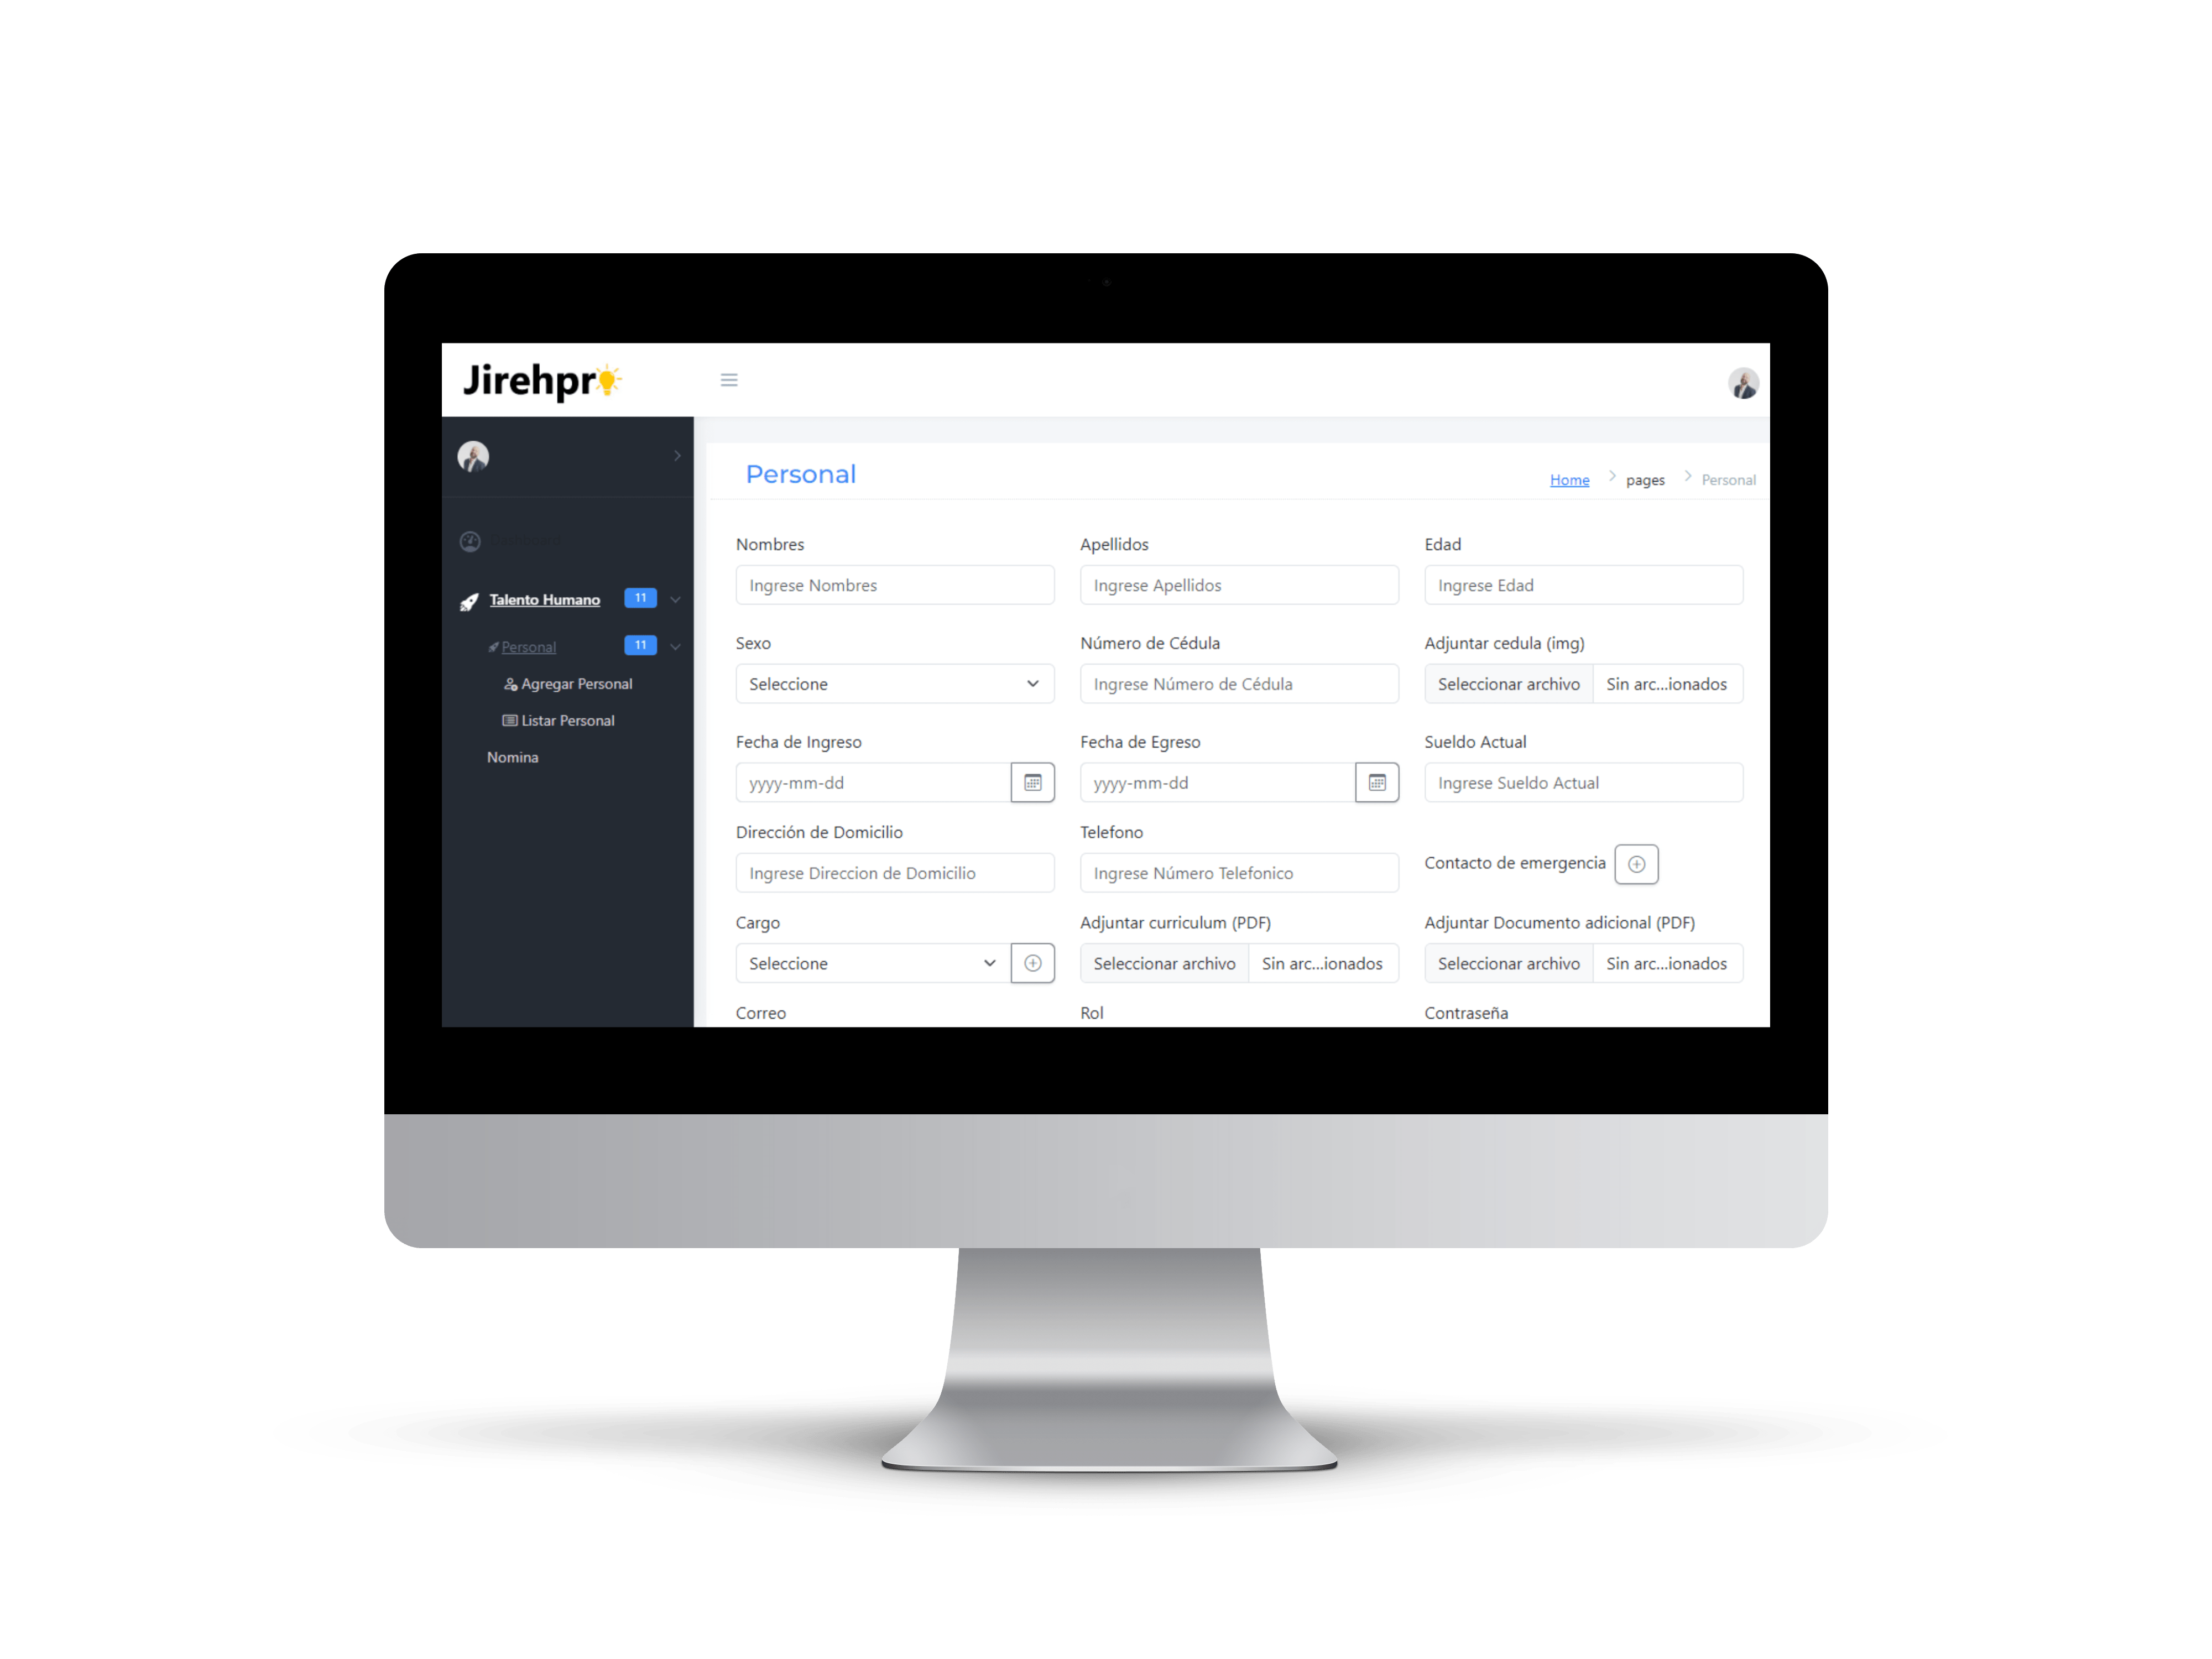 Jirehpro
Personal
Home > pages > Personal
Talento Humano 11
Personal 11
Agregar Personal
Listar Personal
Nomina
Nombres Apellidos Edad
Ingrese Nombres Ingrese Apellidos Ingrese Edad
Sexo Número de Cédula Adjuntar cedula (img)
Seleccione Ingrese Número de Cédula Seleccionar archivo Sin arc...ionados
Fecha de Ingreso Fecha de Egreso Sueldo Actual
yyyy-mm-dd yyyy-mm-dd Ingrese Sueldo Actual
Dirección de Domicilio Telefono
Ingrese Direccion de Domicilio Ingrese Número Telefonico Contacto de emergencia
Cargo Adjuntar curriculum (PDF) Adjuntar Documento adicional (PDF)
Seleccione Seleccionar archivo Sin arc...ionados Seleccionar archivo Sin arc...ionados
Correo Rol Contraseña